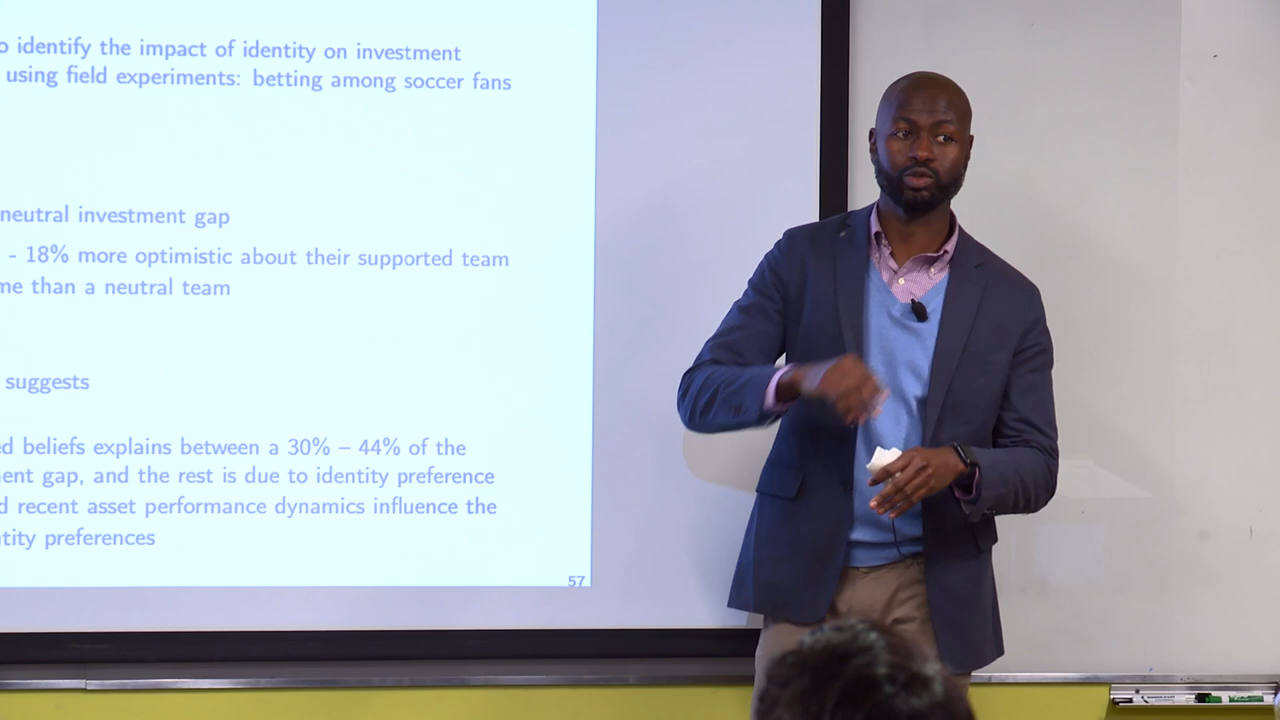 o identify the impact of identity on investment
using field experiments: betting among soccer fans
neutral investment gap
- 18% more optimistic about their supported team
me than a neutral team
suggests
ed beliefs explains between a 30% – 44% of the
ent gap, and the rest is due to identity preference
d recent asset performance dynamics influence the
tity preferences
57